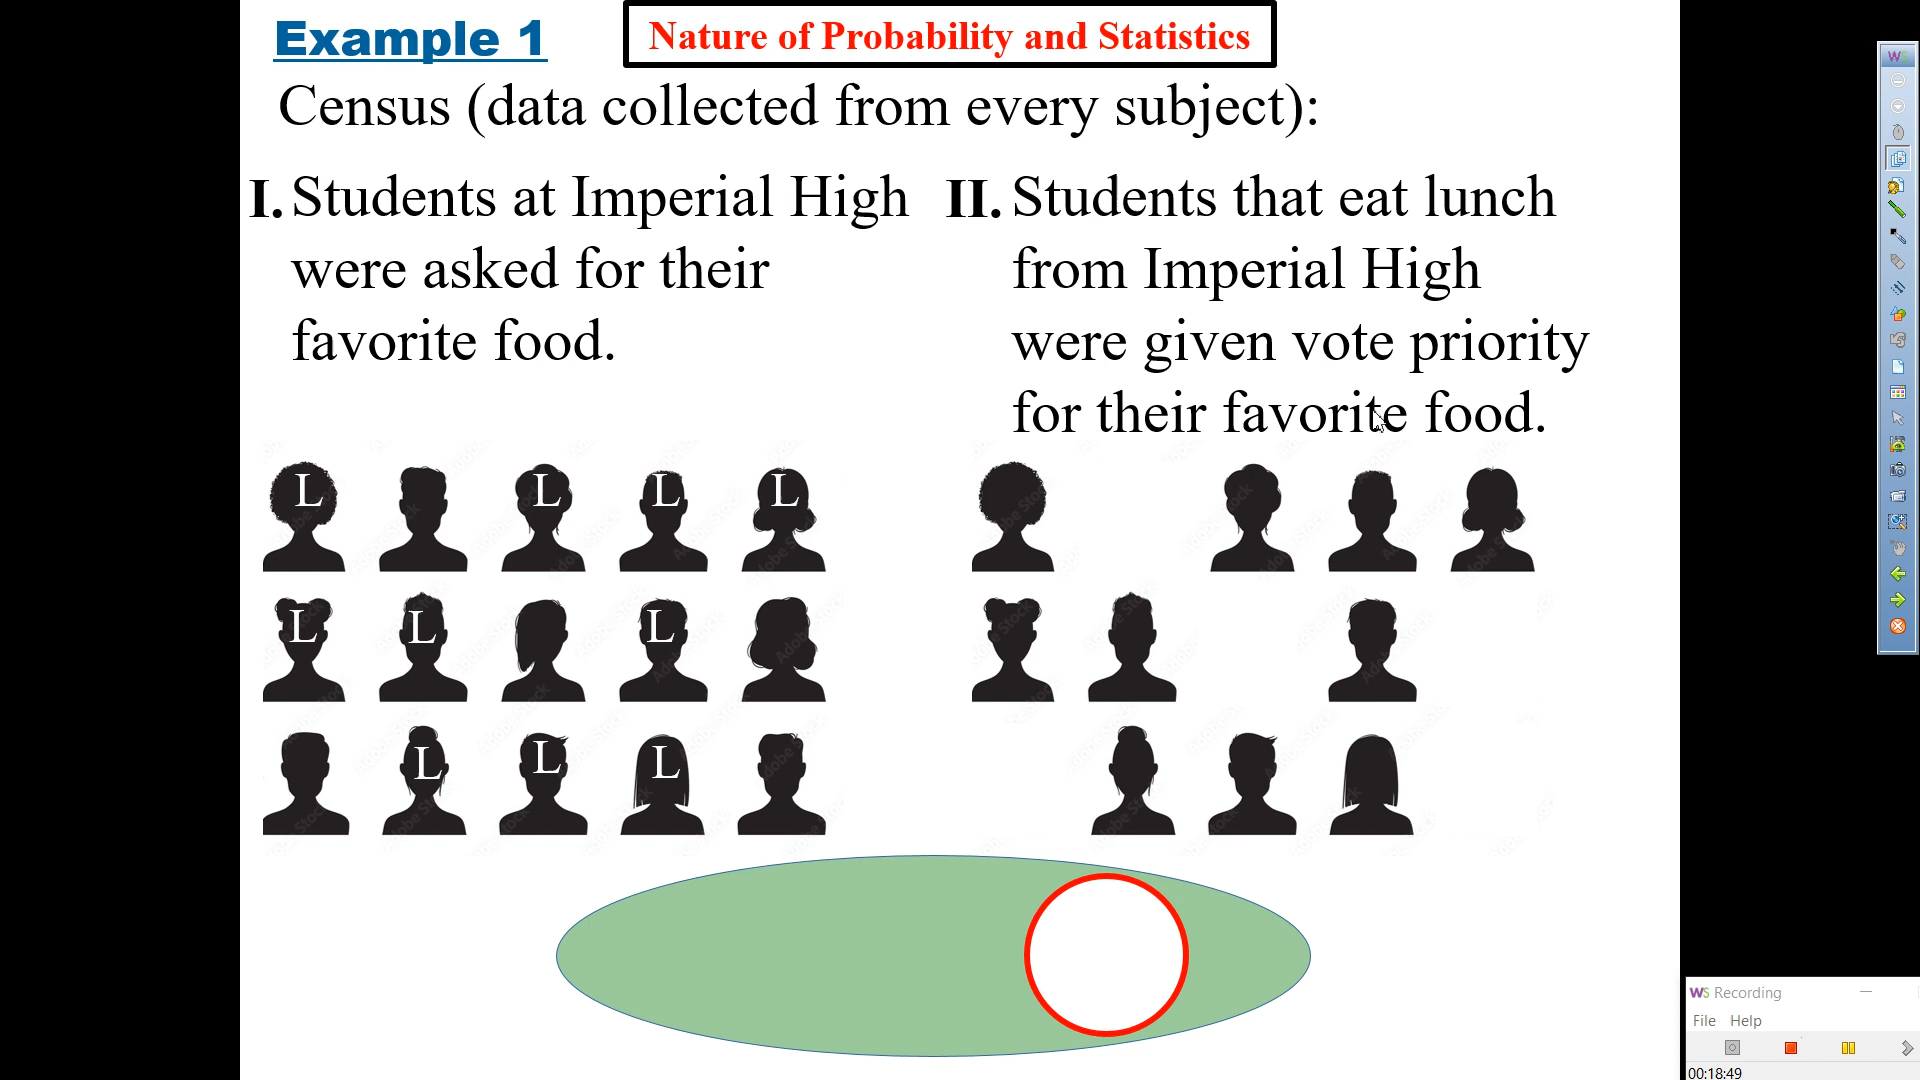 Example 1
Nature of Probability and Statistics
Census (data collected from every subject):
I. Students at Imperial High
were asked for their
favorite food.
II. Students that eat lunch
from Imperial High
were given vote priority
for their favorite food.
L L L L
L L L
L L L
WS
WS Recording
File Help
00:18:49